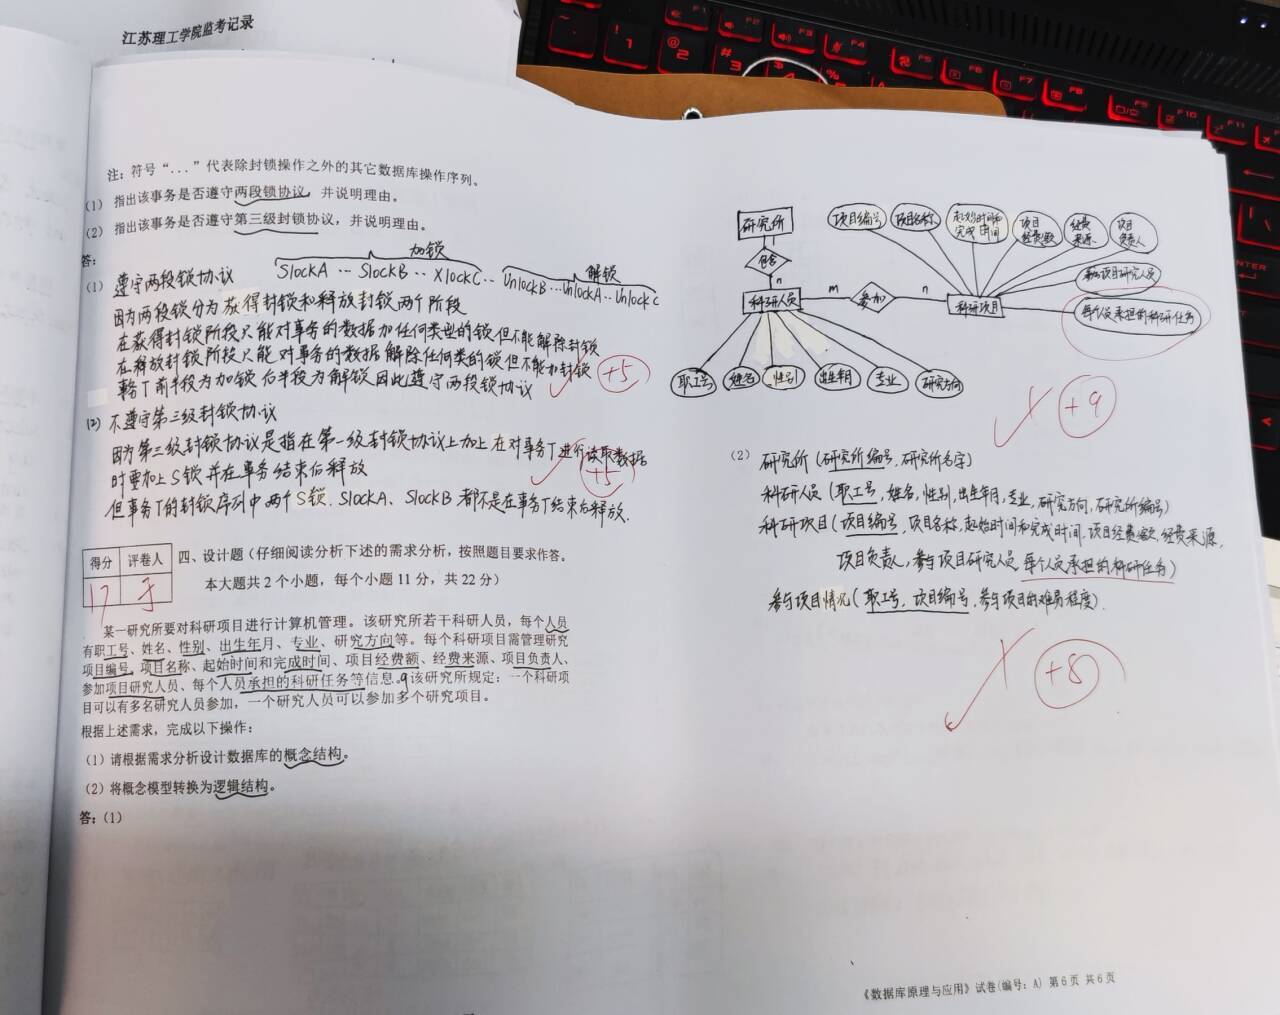 江苏理工学院监考记录
注：符号“...”代表除封锁操作之外的其它数据库操作序列。
(1) 指出该事务是否遵守两段锁协议，并说明理由。
(2) 指出该事务是否遵守第三级封锁协议，并说明理由。
答：
加锁 解锁
SlockA … SlockB … XlockC … UnlockB … UnlockA … UnlockC
(1) 遵守两段锁协议
因为两段锁分为获得封锁和释放封锁两个阶段
在获得封锁阶段只能对事务的数据加任何类型的锁但不能解除封锁
在释放封锁阶段只能对事务的数据解除任何类的锁但不能加封锁
事务T前半段为加锁后半段为解锁因此遵守两段锁协议
+5
(2) 不遵守第三级封锁协议
因为第三级封锁协议是指在第一级封锁协议上加上在对事务T进行读取数据
时要加上S锁并在事务结束后释放
+5
但事务T的封锁序列中两个S锁.SlockA、SlockB都不是在事务T结束后释放.
得分 评卷人
17
四、设计题（仔细阅读分析下述的需求分析，按照题目要求作答。
本大题共2个小题，每个小题11分，共22分）
某一研究所要对科研项目进行计算机管理。该研究所若干科研人员，每个人员
有职工号、姓名、性别、出生年月、专业、研究方向等。每个科研项目需管理研究
项目编号、项目名称、起始时间和完成时间、项目经费额、经费来源、项目负责人、
参加项目研究人员、每个人员承担的科研任务等信息。该研究所规定：一个科研项
目可以有多名研究人员参加，一个研究人员可以参加多个研究项目。
根据上述需求，完成以下操作：
(1) 请根据需求分析设计数据库的概念结构。
(2) 将概念模型转换为逻辑结构。
答：(1)
研究所
项目编号
项目名称
起始时间和
完成时间
项目
经费额
经费
来源
项目
负责人
1
包含
n
科研人员
m
参加
n
科研项目
参与项目研究人员
每个人员承担的科研任务
职工号
姓名
性别
出生年月
专业
研究方向
+9
(2) 研究所（研究所编号，研究所名字）
科研人员（职工号，姓名，性别，出生年月，专业，研究方向，研究所编号）
科研项目（项目编号，项目名称，起始时间和完成时间，项目经费额，经费来源，
项目负责人，参与项目研究人员，每个人员承担的科研任务）
参与项目情况（职工号，项目编号，参与项目的难易程度）.
+8
《数据库原理与应用》试卷(编号：A) 第6页 共6页
F1
F2
F3
F4
F5
F6
F7
F8
F9
F10
F11
ENTER